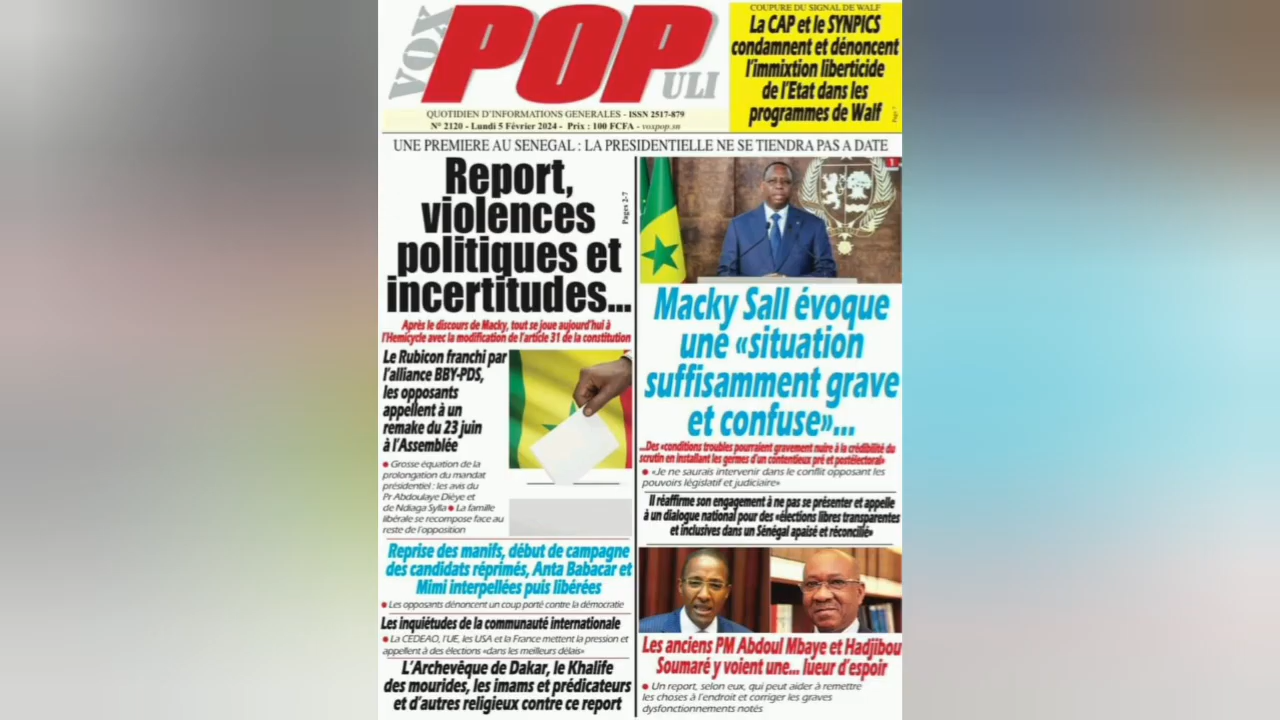 VOX
POP
ULI
QUOTIDIEN D'INFORMATIONS GENERALES - ISSN 2517-879
N° 2120 - Lundi 5 Février 2024 - Prix : 100 FCFA - voxpop.sn
COUPURE DU SIGNAL DE WALF
La CAP et le SYNPICS
condamnent et dénoncent
l'immixtion liberticide
de l'Etat dans les
programmes de Walf
UNE PREMIERE AU SENEGAL : LA PRESIDENTIELLE NE SE TIENDRA PAS A DATE
Report,
violences
politiques et
incertitudes...
Pages 2-7
Après le discours de Macky, tout se joue aujourd'hui à
l'Hemicycle avec la modification de l'article 31 de la constitution
Le Rubicon franchi par
l'alliance BBY-PDS,
les opposants
appellent à un
remake du 23 juin
à l'Assemblée
● Grosse équation de la
prolongation du mandat
présidentiel : les avis du
Pr Abdoulaye Dièye et
de Ndiaga Sylla ● La famille
libérale se recompose face au
reste de l'opposition
Reprise des manifs, début de campagne
des candidats réprimés, Anta Babacar et
Mimi interpellées puis libérées
● Les opposants dénoncent un coup porté contre la démocratie
Les inquiétudes de la communauté internationale
● La CEDEAO, l'UE, les USA et la France mettent la pression et
appellent à des élections «dans les meilleurs délais»
L'Archevêque de Dakar, le Khalife
des mourides, les imams et prédicateurs
et d'autres religieux contre ce report
1
Macky Sall évoque
une «situation
suffisamment grave
et confuse»...
...Des «conditions troubles pourraient gravement nuire à la crédibilité du
scrutin en installant les germes d'un contentieux pré et postélectoral»
● «Je ne saurais intervenir dans le conflit opposant les
pouvoirs législatif et judiciaire»
Il réaffirme son engagement à ne pas se présenter et appelle
à un dialogue national pour des «élections libres transparentes
et inclusives dans un Sénégal apaisé et réconcilié»
Les anciens PM Abdoul Mbaye et Hadjibou
Soumaré y voient une... lueur d'espoir
● Un report, selon eux, qui peut aider à remettre
les choses à l'endroit et corriger les graves
dysfonctionnements notés